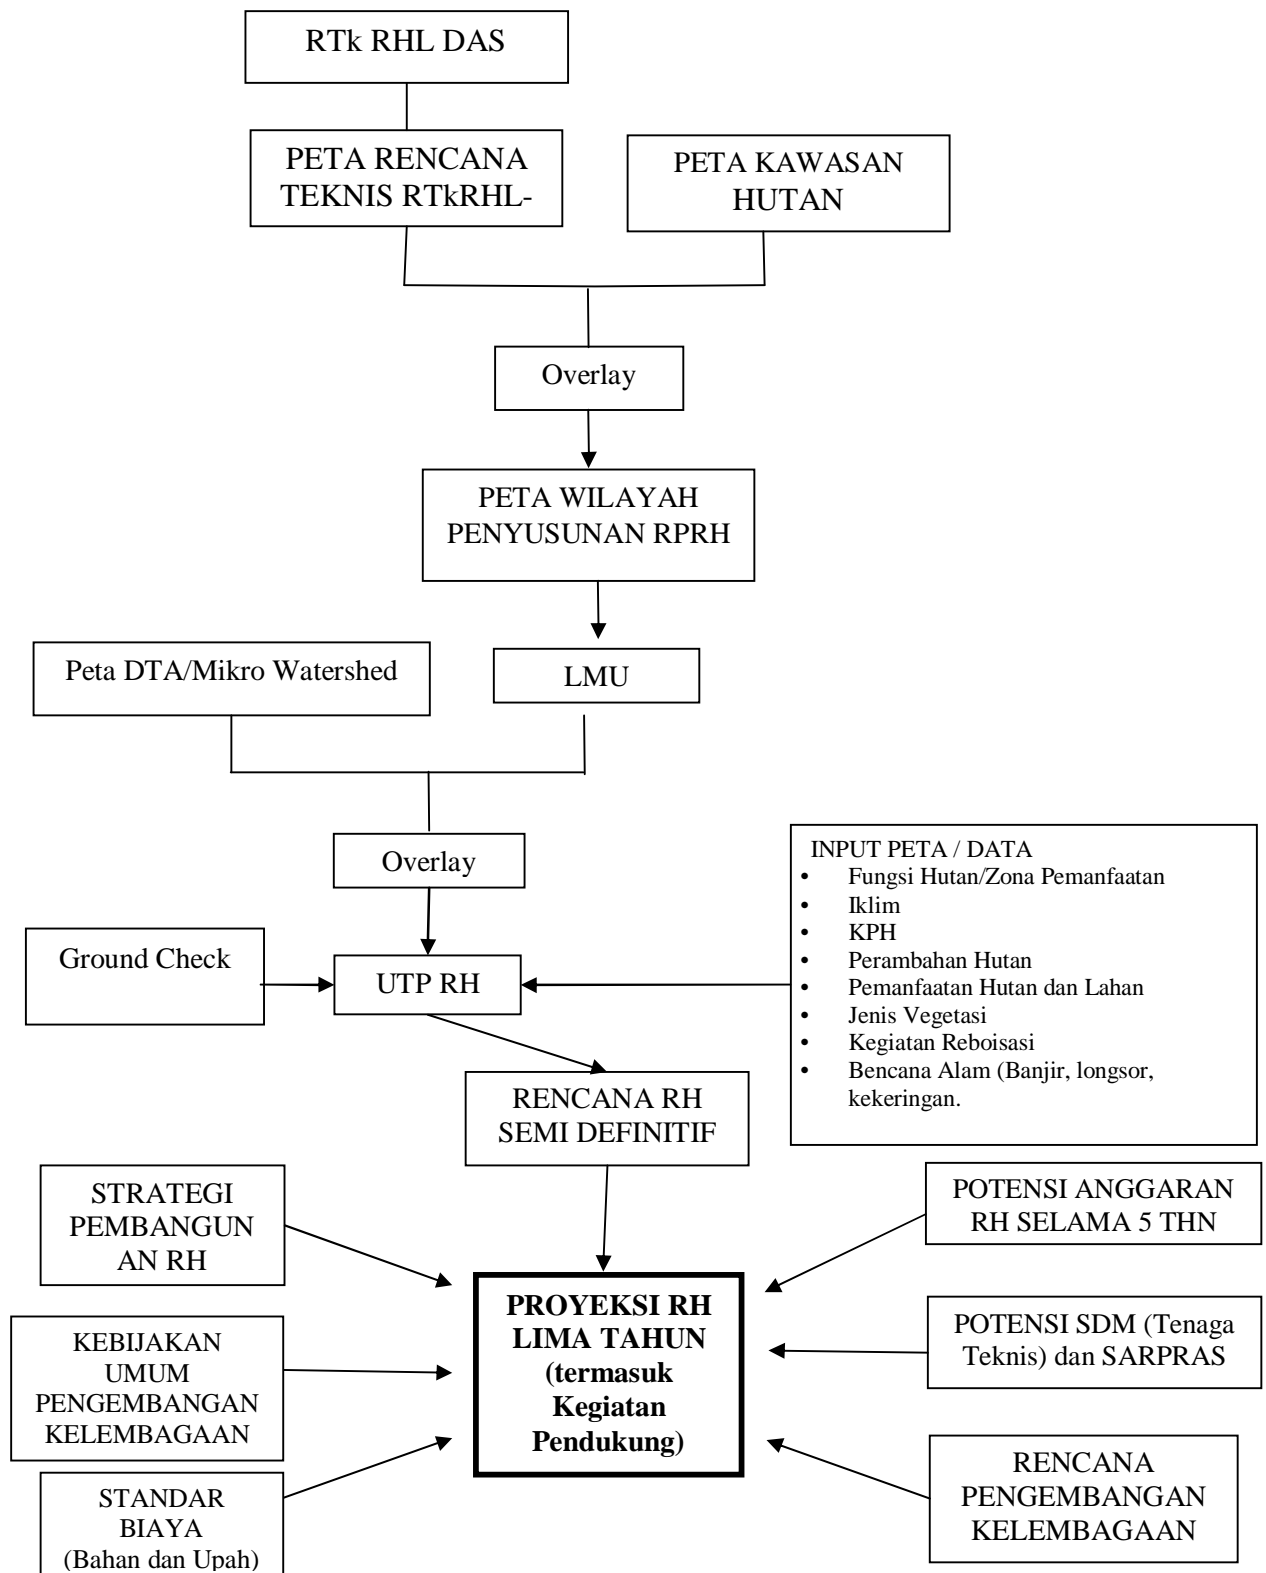 RTk RHL DAS
PETA RENCANA
TEKNIS RTkRHL-
PETA KAWASAN
HUTAN
Overlay
PETA WILAYAH
PENYUSUNAN RPRH
Peta DTA/Mikro Watershed
LMU
Overlay
INPUT PETA / DATA
• Fungsi Hutan/Zona Pemanfaatan
• Iklim
• KPH
• Perambahan Hutan
• Pemanfaatan Hutan dan Lahan
• Jenis Vegetasi
• Kegiatan Reboisasi
• Bencana Alam (Banjir, longsor,
kekeringan.
Ground Check
UTP RH
RENCANA RH
SEMI DEFINITIF
STRATEGI
PEMBANGUN
AN RH
POTENSI ANGGARAN
RH SELAMA 5 THN
PROYEKSI RH
LIMA TAHUN
(termasuk
Kegiatan
Pendukung)
KEBIJAKAN
UMUM
PENGEMBANGAN
KELEMBAGAAN
POTENSI SDM (Tenaga
Teknis) dan SARPRAS
STANDAR
BIAYA
(Bahan dan Upah)
RENCANA
PENGEMBANGAN
KELEMBAGAAN